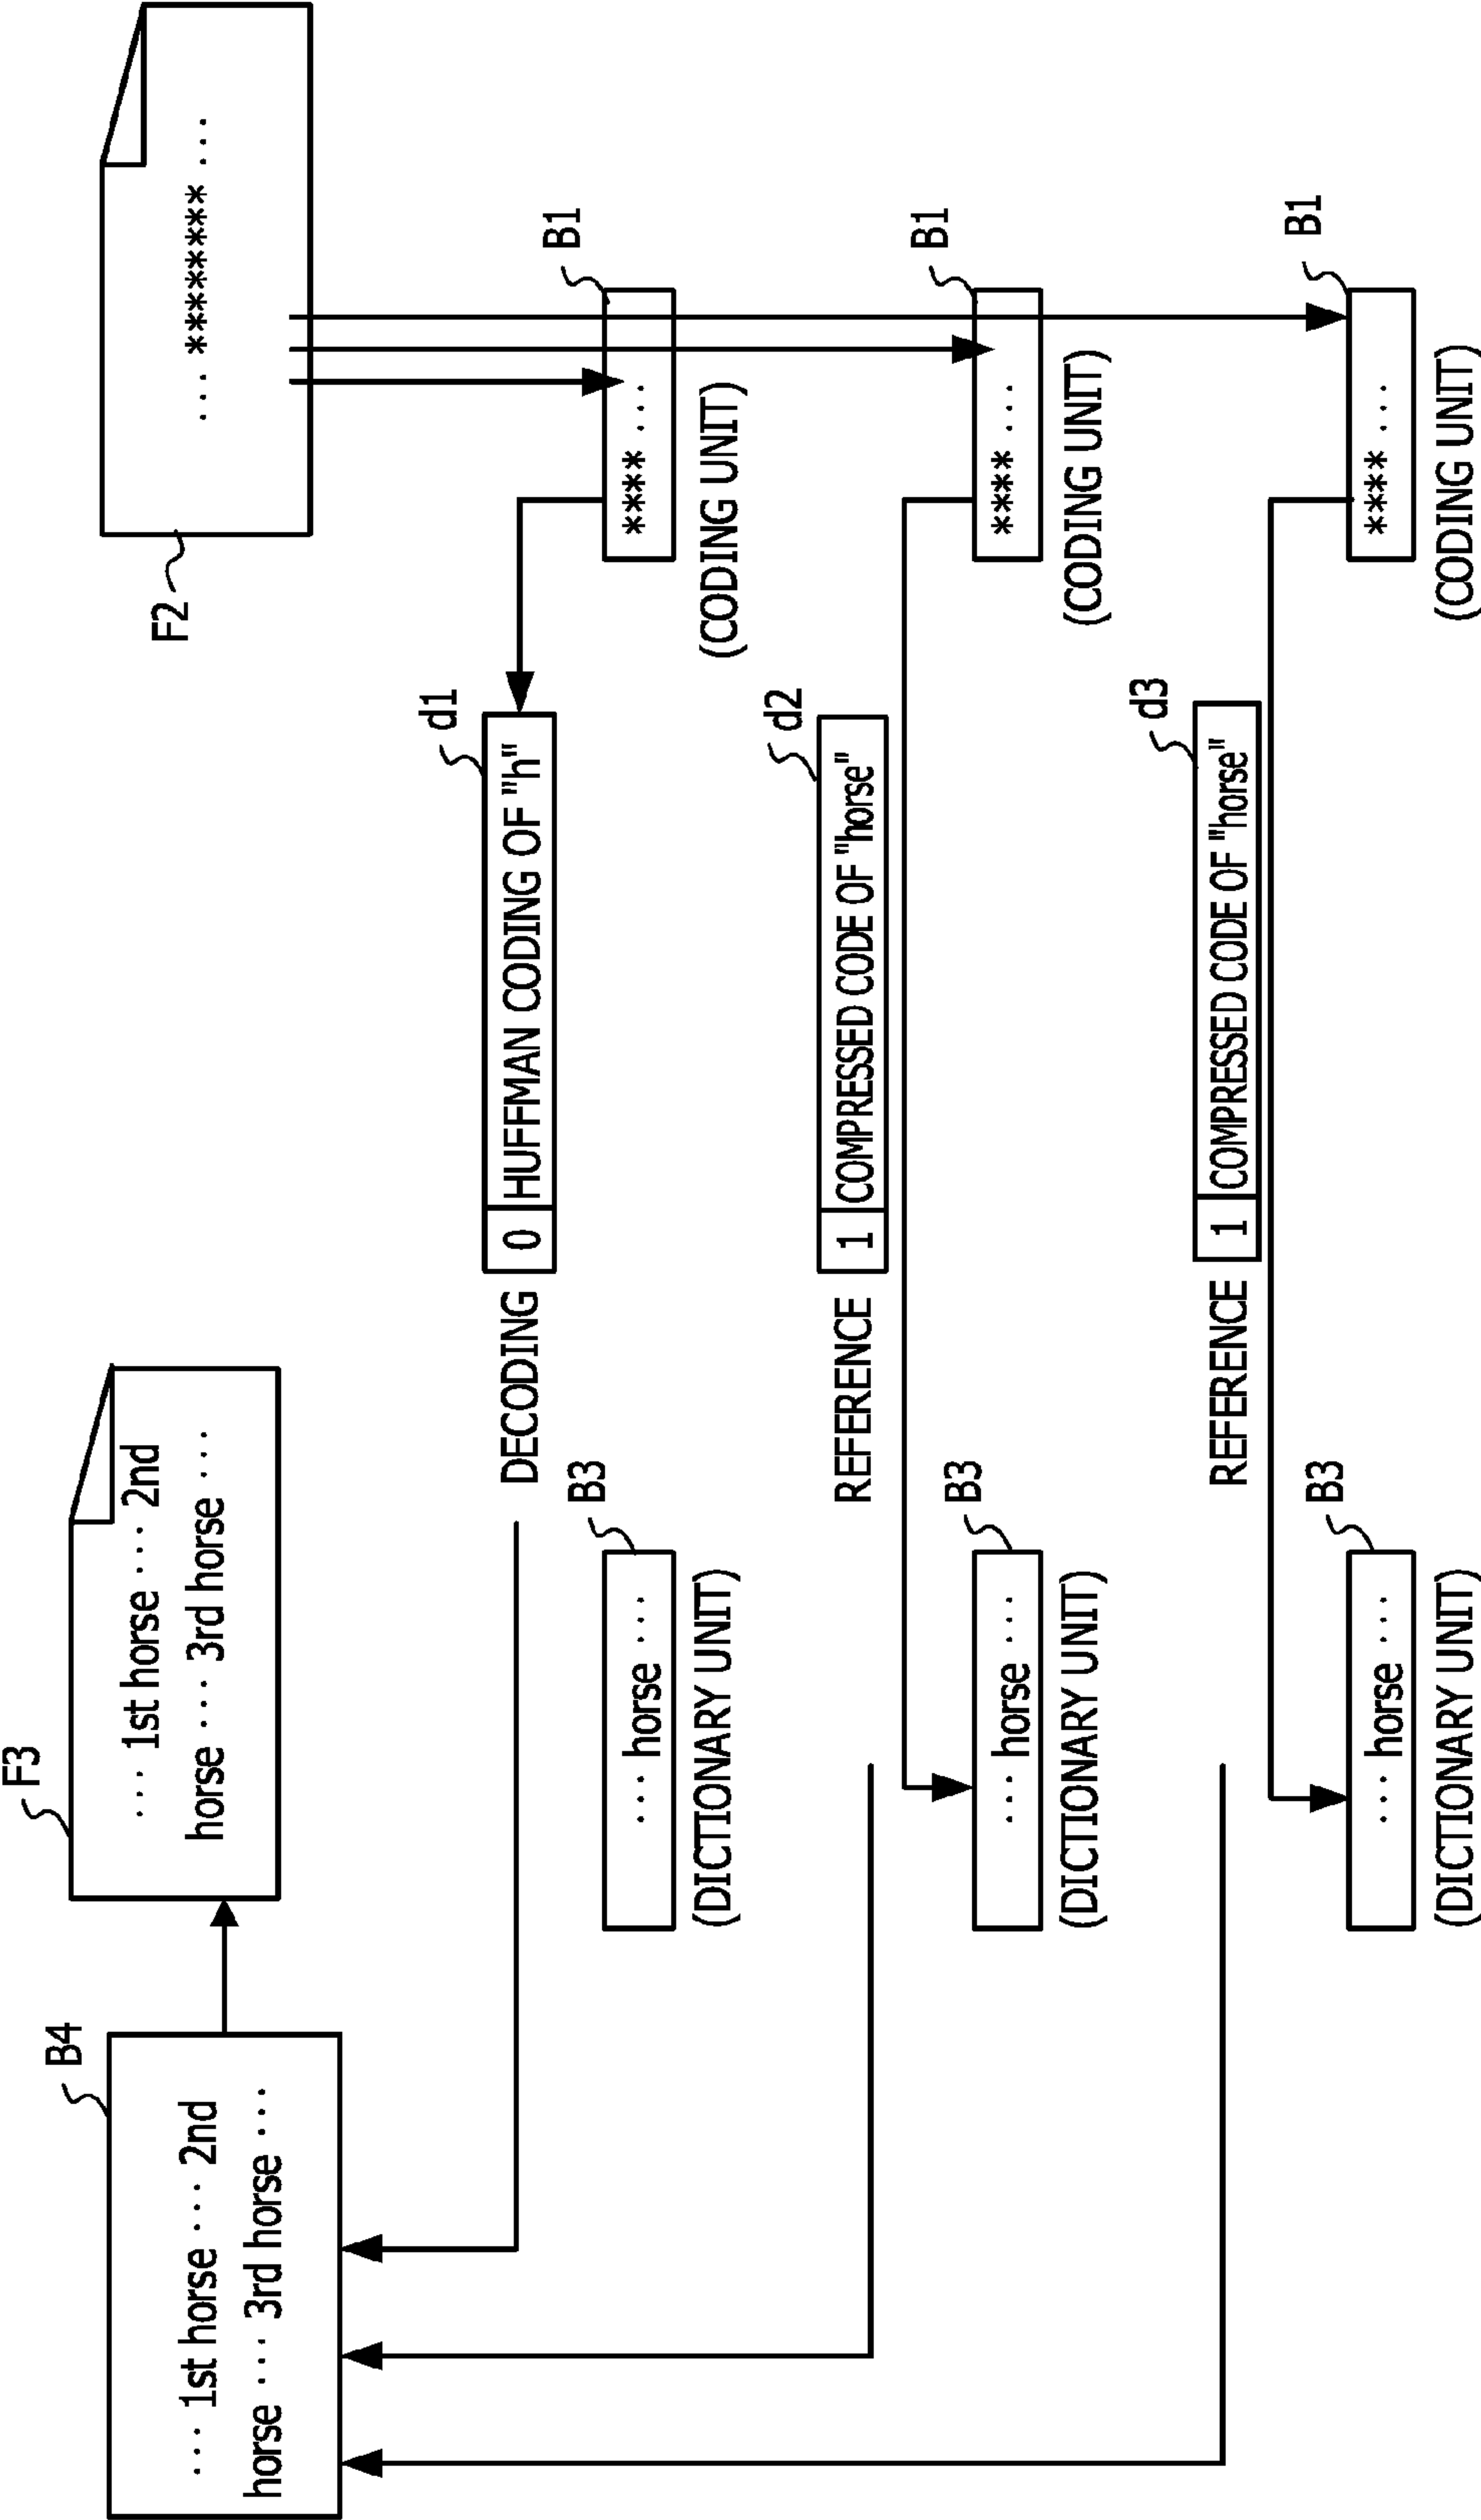 B4
... 1st horse ... 2nd
horse ... 3rd horse ...
F3
... 1st horse ... 2nd
horse ... 3rd horse ...
F2
... ******* ...
DECODING
0 HUFFMAN CODING OF "h"
d1
B3
... horse ...
(DICTIONARY UNIT)
B1
**** ...
(CODING UNIT)
REFERENCE
1 COMPRESSED CODE OF "horse"
d2
B3
... horse ...
(DICTIONARY UNIT)
B1
**** ...
(CODING UNIT)
REFERENCE
1 COMPRESSED CODE OF "horse"
d3
B3
... horse ...
(DICTIONARY UNIT)
B1
**** ...
(CODING UNIT)